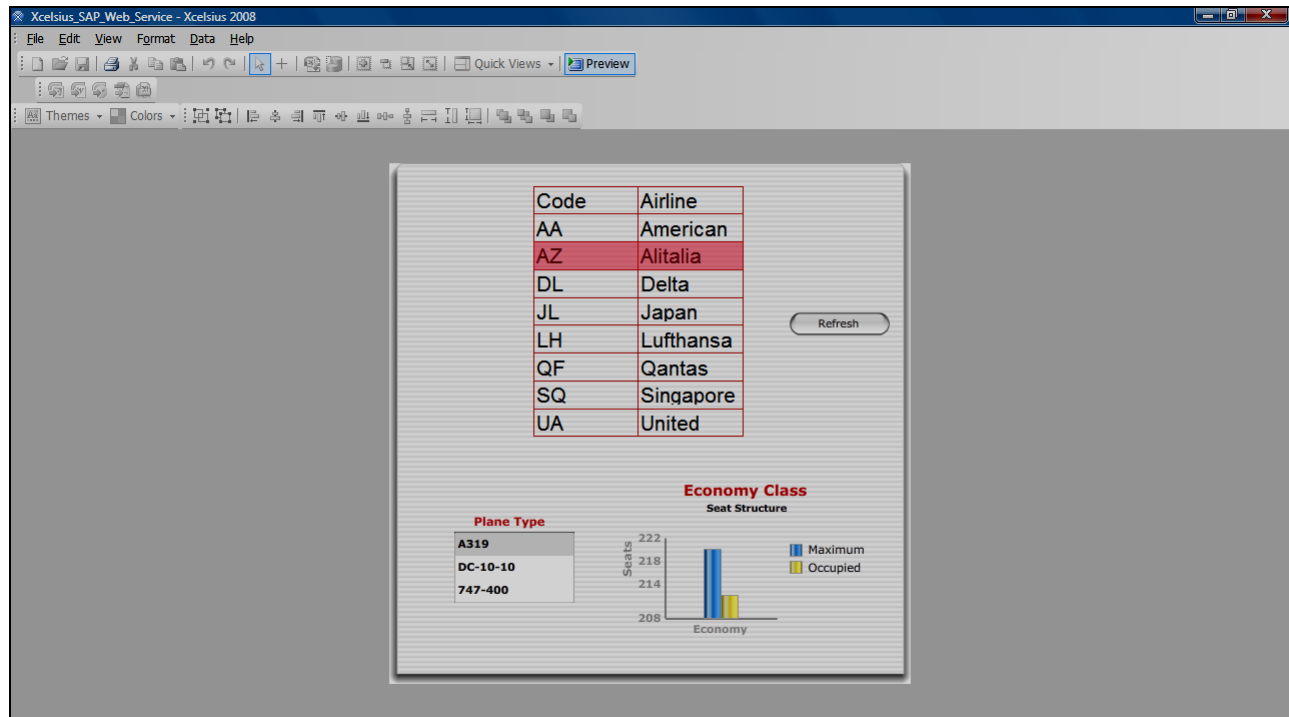 Xcelsius_SAP_Web_Service - Xcelsius 2008
File Edit View Format Data Help
Quick Views Preview
Themes Colors
Code Airline
AA American
AZ Alitalia
DL Delta
JL Japan
LH Lufthansa
QF Qantas
SQ Singapore
UA United
Refresh
Plane Type
A319
DC-10-10
747-400
Economy Class
Seat Structure
Seats
222
218
214
208
Economy
Maximum
Occupied